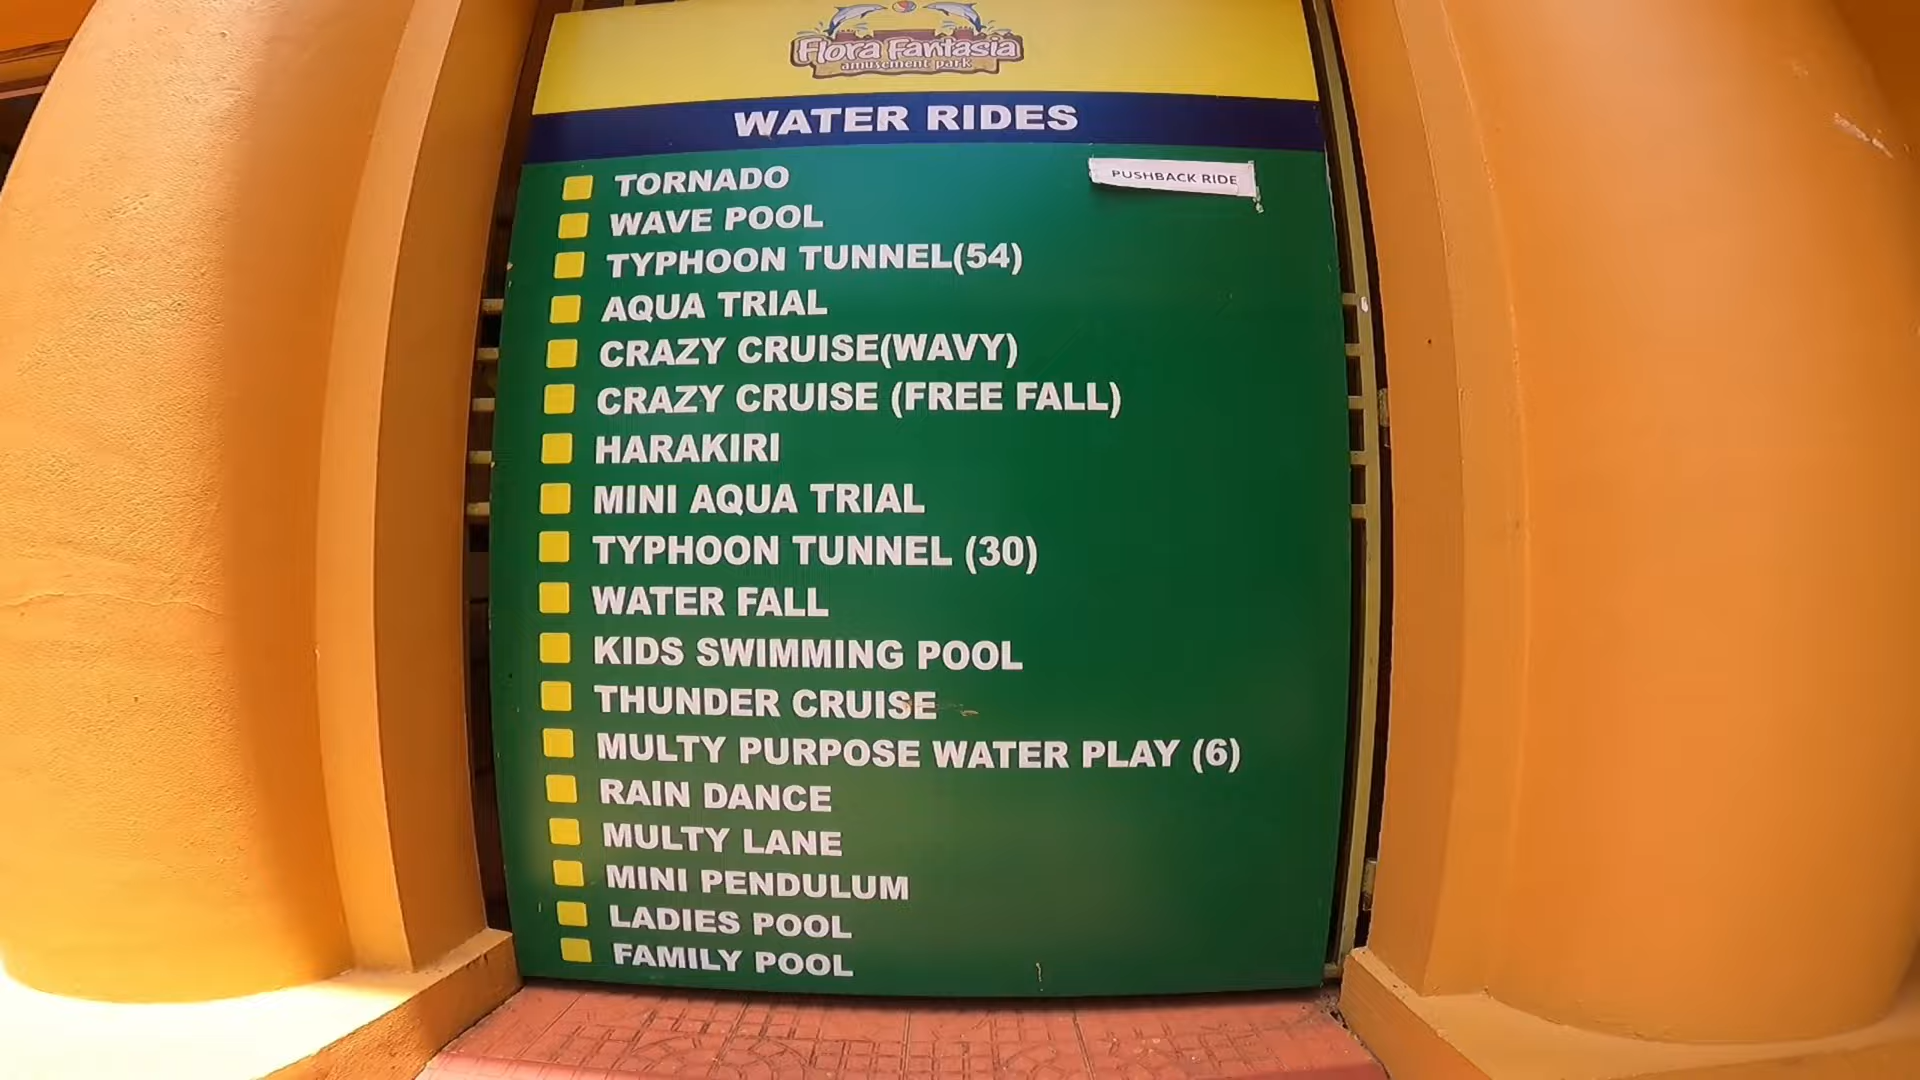 Flora Fantasia
amusement park
WATER RIDES
TORNADO
PUSHBACK RIDE
WAVE POOL
TYPHOON TUNNEL(54)
AQUA TRIAL
CRAZY CRUISE(WAVY)
CRAZY CRUISE (FREE FALL)
HARAKIRI
MINI AQUA TRIAL
TYPHOON TUNNEL (30)
WATER FALL
KIDS SWIMMING POOL
THUNDER CRUISE
MULTY PURPOSE WATER PLAY (6)
RAIN DANCE
MULTY LANE
MINI PENDULUM
LADIES POOL
FAMILY POOL